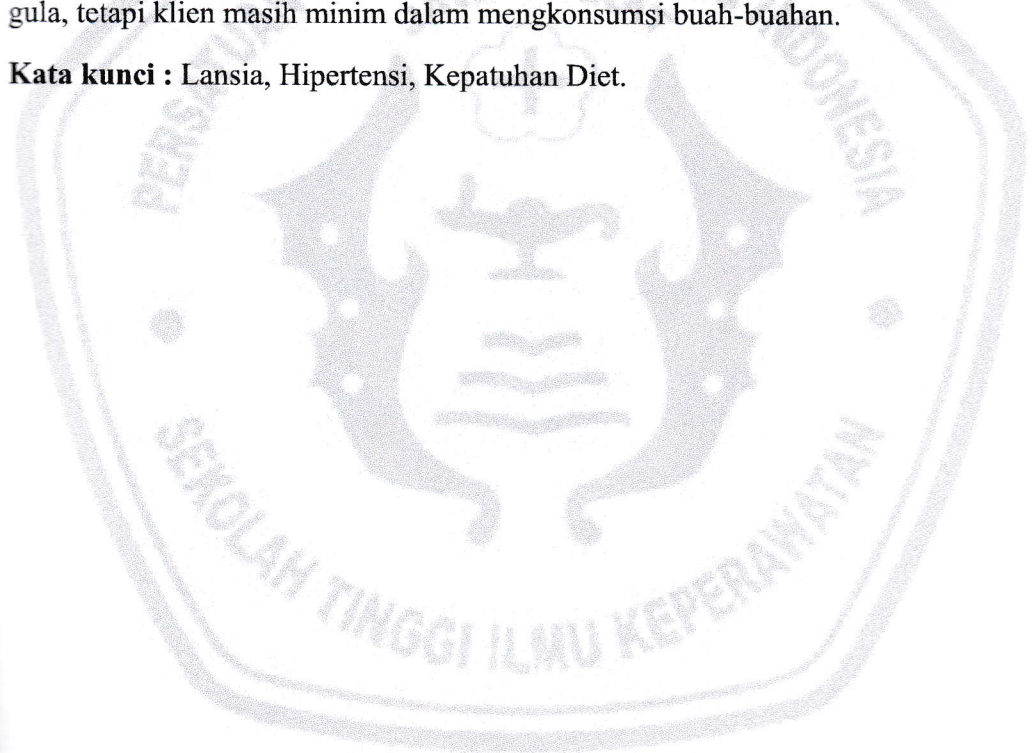 gula, tetapi klien masih minim dalam mengkonsumsi buah-buahan.
Kata kunci : Lansia, Hipertensi, Kepatuhan Diet.
INDONESIA
SEKOLAH TINGGI ILMU KEPERAWATAN